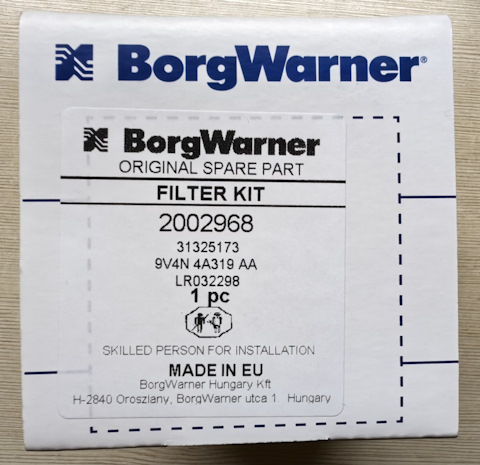 BorgWarner®
BorgWarner
ORIGINAL SPARE PART
FILTER KIT
2002968
31325173
9V4N 4A319 AA
LR032298
1 pc
SKILLED PERSON FOR INSTALLATION
MADE IN EU
BorgWarner Hungary Kft
H-2840 Oroszlany, BorgWarner utca 1 Hungary